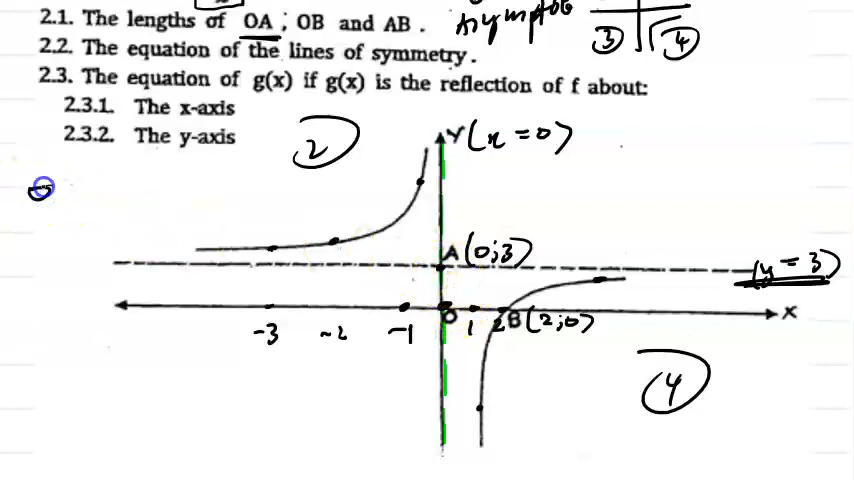 2.1. The lengths of OA ; OB and AB .
Asymptote
3 4
2.2. The equation of the lines of symmetry.
2.3. The equation of g(x) if g(x) is the reflection of f about:
2.3.1. The x-axis
2.3.2. The y-axis
2
Y (x = 0)
A (0;3)
(y = 3)
O
B (2;0)
X
-3 -2 -1 1 2
4